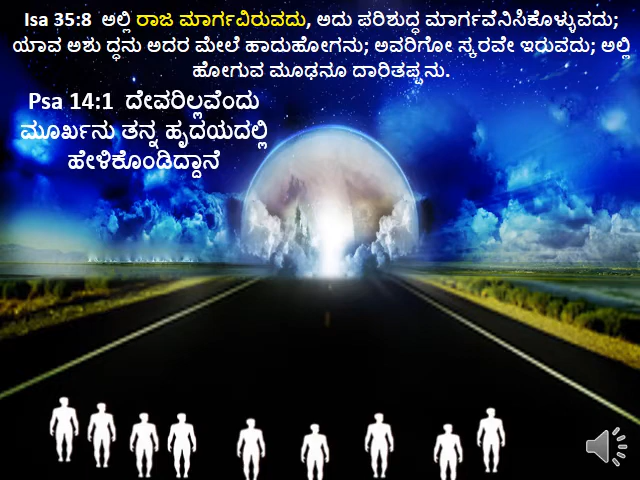 Isa 35:8 ಅಲ್ಲಿ ರಾಜ ಮಾರ್ಗವಿರುವದು, ಅದು ಪರಿಶುದ್ಧ ಮಾರ್ಗವೆನಿಸಿಕೊಳ್ಳುವದು;
ಯಾವ ಅಶು ದ್ಧನು ಅದರ ಮೇಲೆ ಹಾದುಹೋಗನು; ಅವರಿಗೋ ಸ್ಕರವೇ ಇರುವದು; ಅಲ್ಲಿ
ಹೋಗುವ ಮೂಢನೂ ದಾರಿತಪ್ಪನು.
Psa 14:1 ದೇವರಿಲ್ಲವೆಂದು
ಮೂರ್ಖನು ತನ್ನ ಹೃದಯದಲ್ಲಿ
ಹೇಳಿಕೊಂಡಿದ್ದಾನೆ